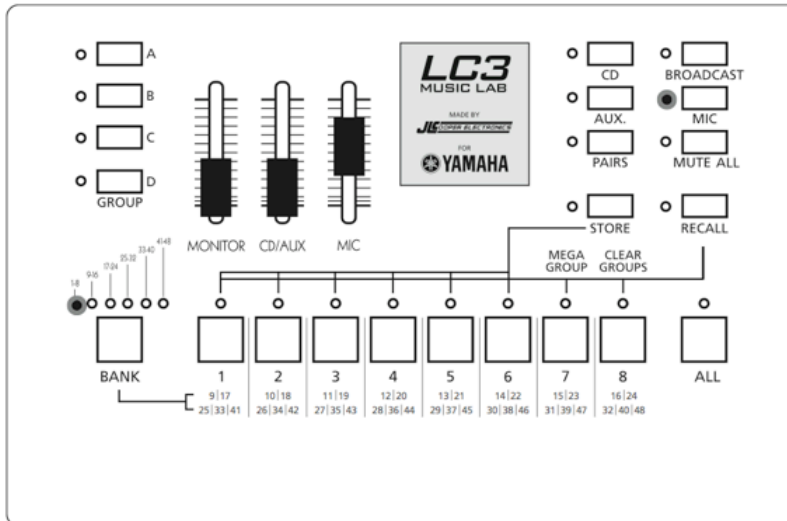 A
B
C
D
GROUP
LC3
MUSIC LAB
MADE BY
JLCOOPER ELECTRONICS
FOR
YAMAHA
CD
BROADCAST
AUX.
MIC
PAIRS
MUTE ALL
STORE
RECALL
MONITOR
CD/AUX
MIC
MEGA
GROUP
CLEAR
GROUPS
1-8
9-16
17-24
25-32
33-40
41-48
BANK
1
2
3
4
5
6
7
8
ALL
9|17
10|18
11|19
12|20
13|21
14|22
15|23
16|24
25|33|41
26|34|42
27|35|43
28|36|44
29|37|45
30|38|46
31|39|47
32|40|48